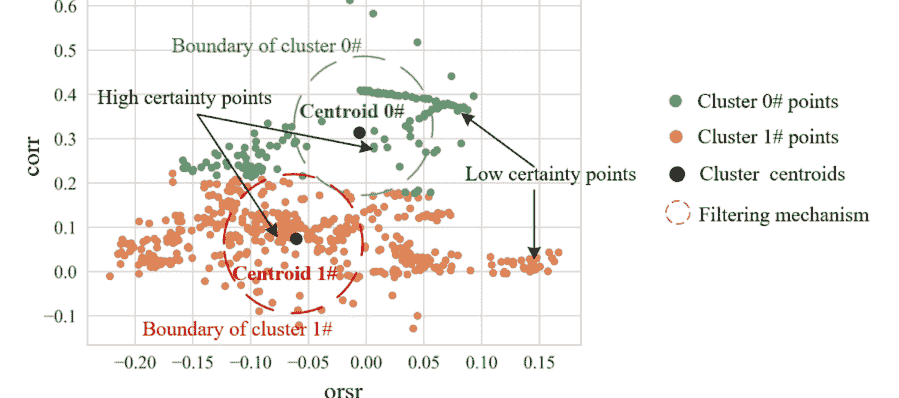 0.6
Boundary of cluster 0#
0.5
0.4
High certainty points
Centroid 0#
0.3
Low certainty points
0.2
0.1
0.0
Centroid 1#
−0.1
Boundary of cluster 1#
corr
−0.20 −0.15 −0.10 −0.05 0.00 0.05 0.10 0.15
orsr
Cluster 0# points
Cluster 1# points
Cluster centroids
Filtering mechanism